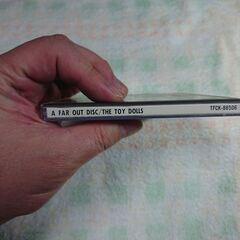 A FAR OUT DISC/THE TOY DOLLS TFCK-88506